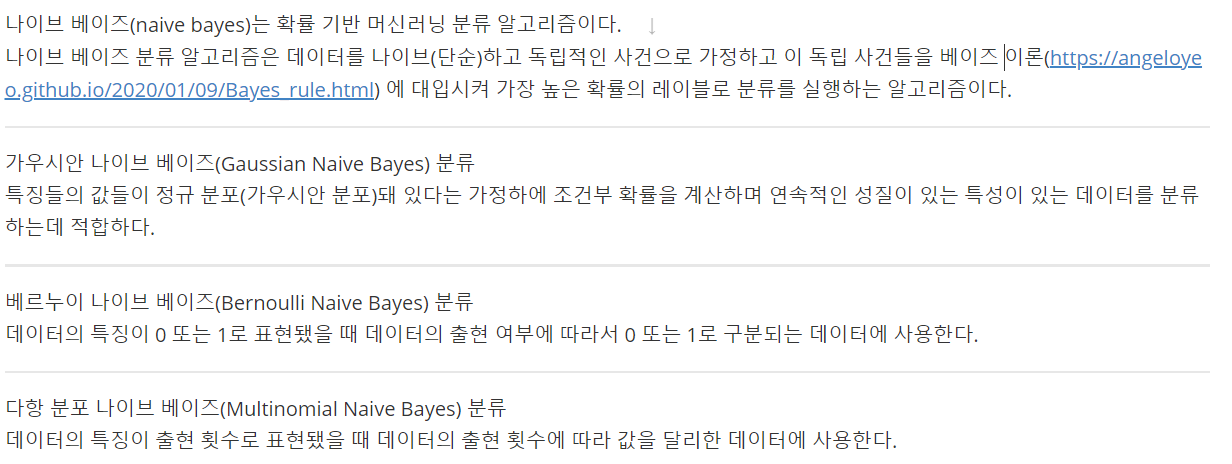 나이브 베이즈(naive bayes)는 확률 기반 머신러닝 분류 알고리즘이다. ↓
나이브 베이즈 분류 알고리즘은 데이터를 나이브(단순)하고 독립적인 사건으로 가정하고 이 독립 사건들을 베이즈 이론(https://angeloye
o.github.io/2020/01/09/Bayes_rule.html) 에 대입시켜 가장 높은 확률의 레이블로 분류를 실행하는 알고리즘이다.
가우시안 나이브 베이즈(Gaussian Naive Bayes) 분류
특징들의 값들이 정규 분포(가우시안 분포)돼 있다는 가정하에 조건부 확률을 계산하며 연속적인 성질이 있는 특성이 있는 데이터를 분류
하는데 적합하다.
베르누이 나이브 베이즈(Bernoulli Naive Bayes) 분류
데이터의 특징이 0 또는 1로 표현됐을 때 데이터의 출현 여부에 따라서 0 또는 1로 구분되는 데이터에 사용한다.
다항 분포 나이브 베이즈(Multinomial Naive Bayes) 분류
데이터의 특징이 출현 횟수로 표현됐을 때 데이터의 출현 횟수에 따라 값을 달리한 데이터에 사용한다.